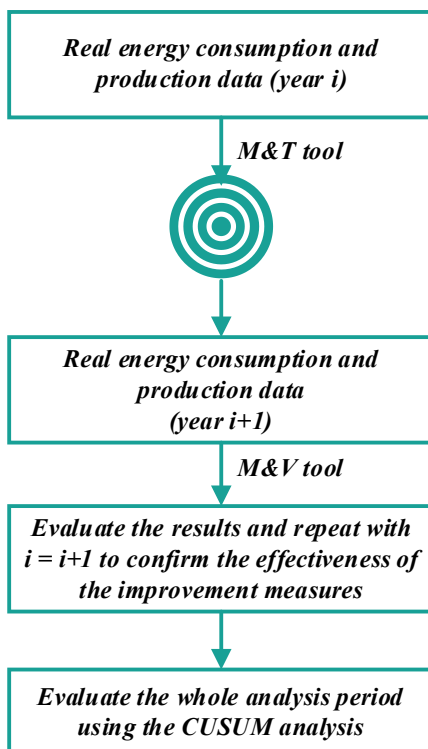 Real energy consumption and
production data (year i)
M&T tool
Real energy consumption and
production data
(year i+1)
M&V tool
Evaluate the results and repeat with
i = i+1 to confirm the effectiveness of
the improvement measures
Evaluate the whole analysis period
using the CUSUM analysis